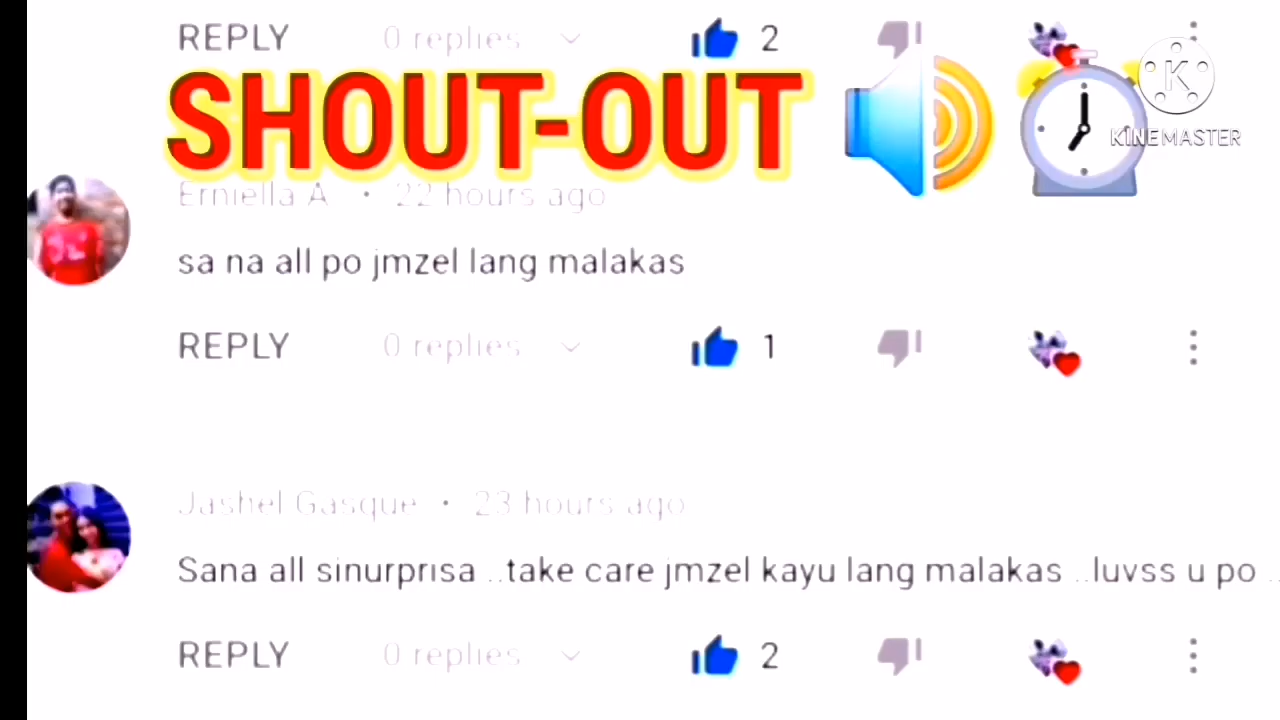 REPLY 0 replies 2
SHOUT-OUT
K
KINEMASTER
Erniella A • 22 hours ago
sa na all po jmzel lang malakas
REPLY 0 replies 1
Jashel Gasque • 23 hours ago
Sana all sinurprisa ..take care jmzel kayu lang malakas ..luvss u po ..
REPLY 0 replies 2